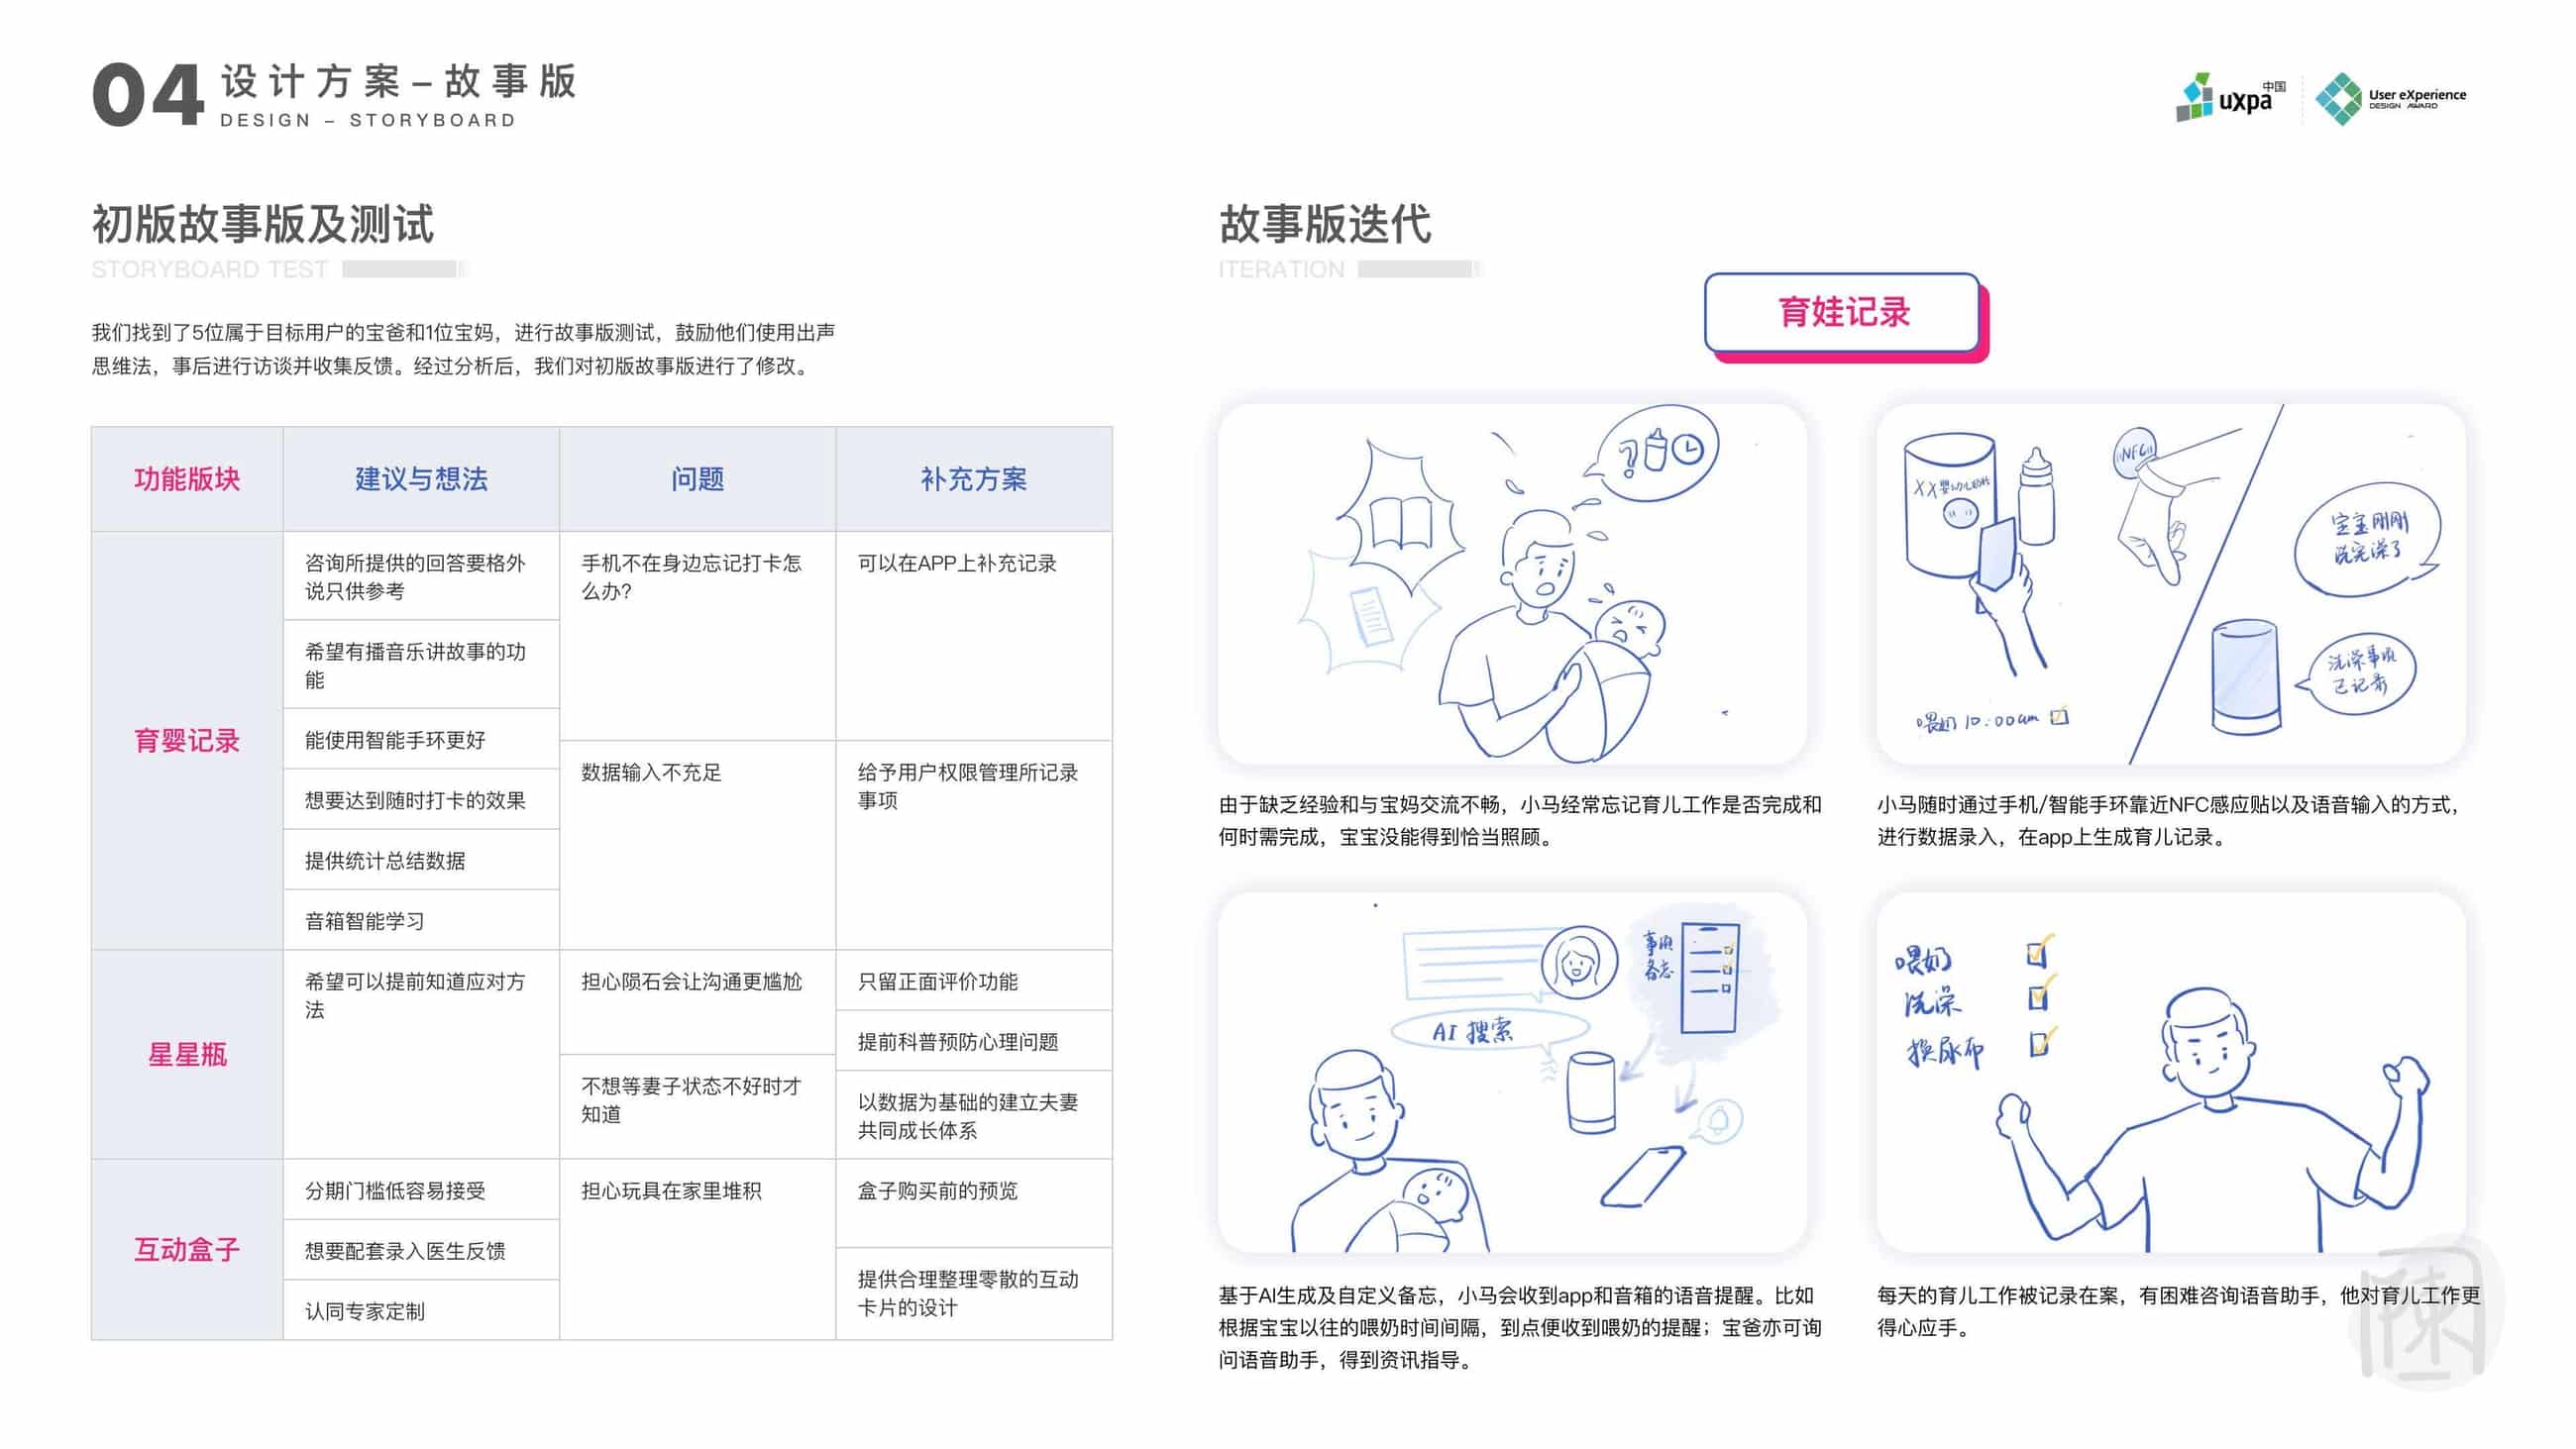 04 设计方案–故事版
DESIGN – STORYBOARD
uxpa中国
User eXperience
DESIGN AWARD
初版故事版及测试
STORYBOARD TEST
我们找到了5位属于目标用户的宝爸和1位宝妈，进行故事版测试，鼓励他们使用出声
思维法，事后进行访谈并收集反馈。经过分析后，我们对初版故事版进行了修改。
功能版块
建议与想法
问题
补充方案
育婴记录
咨询所提供的回答要格外
说只供参考
希望有播音乐讲故事的功
能
能使用智能手环更好
想要达到随时打卡的效果
提供统计总结数据
音箱智能学习
手机不在身边忘记打卡怎
么办？
数据输入不充足
可以在APP上补充记录
给予用户权限管理所记录
事项
星星瓶
希望可以提前知道应对方
法
担心陨石会让沟通更尴尬
不想等妻子状态不好时才
知道
只留正面评价功能
提前科普预防心理问题
以数据为基础的建立夫妻
共同成长体系
互动盒子
分期门槛低容易接受
想要配套录入医生反馈
认同专家定制
担心玩具在家里堆积
盒子购买前的预览
提供合理整理零散的互动
卡片的设计
故事版迭代
ITERATION
育娃记录
?
由于缺乏经验和与宝妈交流不畅，小马经常忘记育儿工作是否完成和
何时需完成，宝宝没能得到恰当照顾。
XX婴幼儿奶粉
NFC
喂奶 10:00am
宝宝刚刚
洗完澡了
洗澡事项
已记录
小马随时通过手机/智能手环靠近NFC感应贴以及语音输入的方式，
进行数据录入，在app上生成育儿记录。
事项
备忘
AI 搜索
基于AI生成及自定义备忘，小马会收到app和音箱的语音提醒。比如
根据宝宝以往的喂奶时间间隔，到点便收到喂奶的提醒；宝爸亦可询
问语音助手，得到资讯指导。
喂奶
洗澡
换尿布
每天的育儿工作被记录在案，有困难咨询语音助手，他对育儿工作更
得心应手。